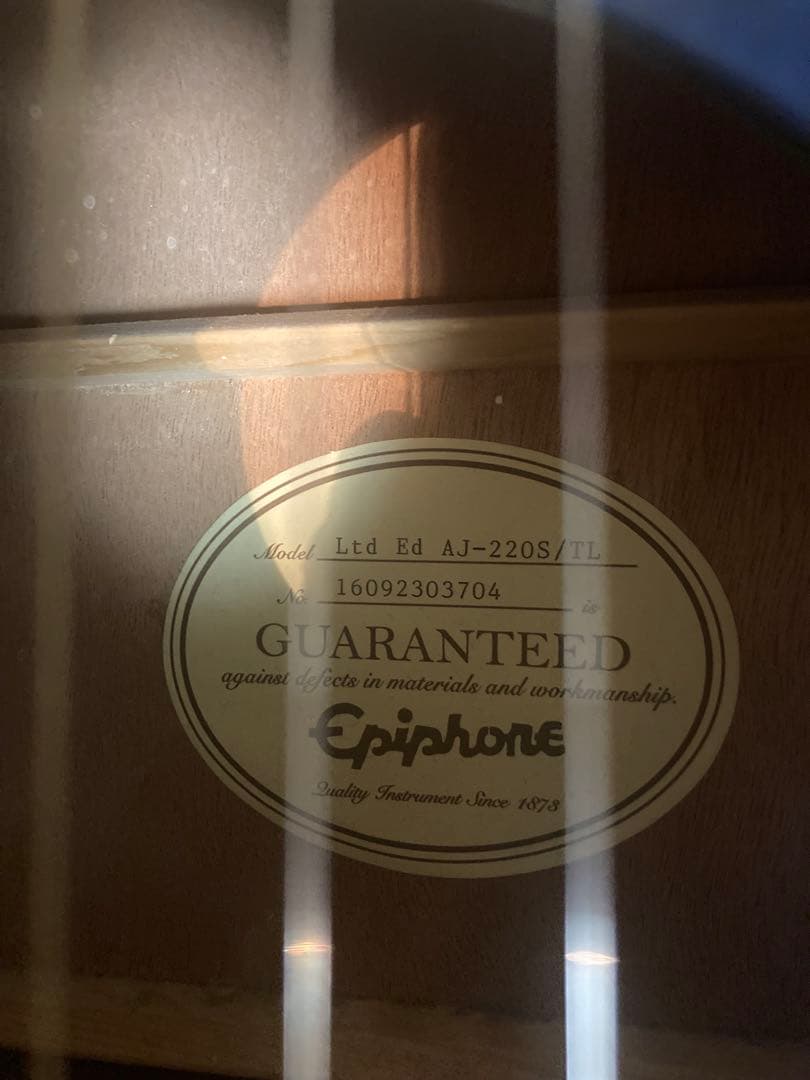 Model Ltd Ed AJ-220S/TL
No. 16092303704 is
GUARANTEED
against defects in materials and workmanship.
Epiphone
Quality Instrument Since 1873